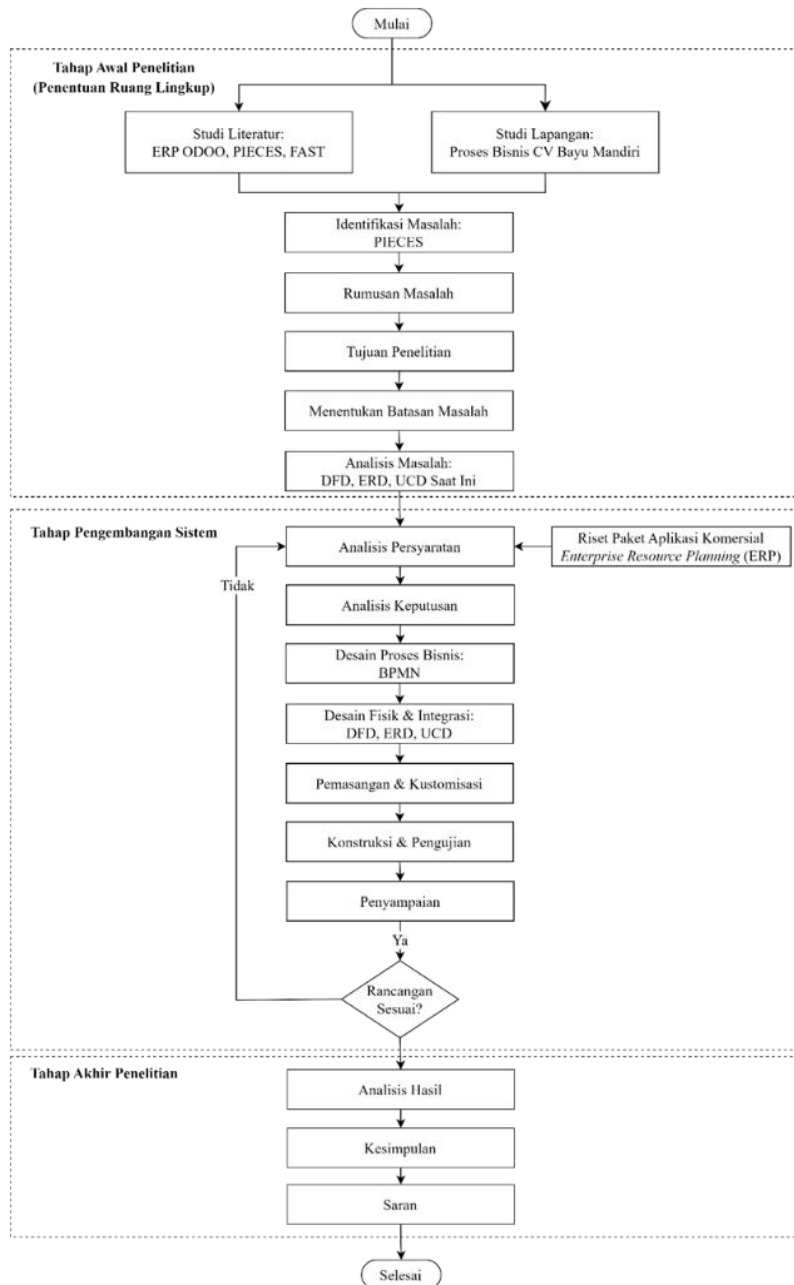 Mulai
Tahap Awal Penelitian
(Penentuan Ruang Lingkup)
Studi Literatur:
ERP ODOO, PIECES, FAST
Studi Lapangan:
Proses Bisnis CV Bayu Mandiri
Identifikasi Masalah:
PIECES
Rumusan Masalah
Tujuan Penelitian
Menentukan Batasan Masalah
Analisis Masalah:
DFD, ERD, UCD Saat Ini
Tahap Pengembangan Sistem
Analisis Persyaratan
Riset Paket Aplikasi Komersial
Enterprise Resource Planning (ERP)
Tidak
Analisis Keputusan
Desain Proses Bisnis:
BPMN
Desain Fisik & Integrasi:
DFD, ERD, UCD
Pemasangan & Kustomisasi
Konstruksi & Pengujian
Penyampaian
Ya
Rancangan
Sesuai?
Tahap Akhir Penelitian
Analisis Hasil
Kesimpulan
Saran
Selesai